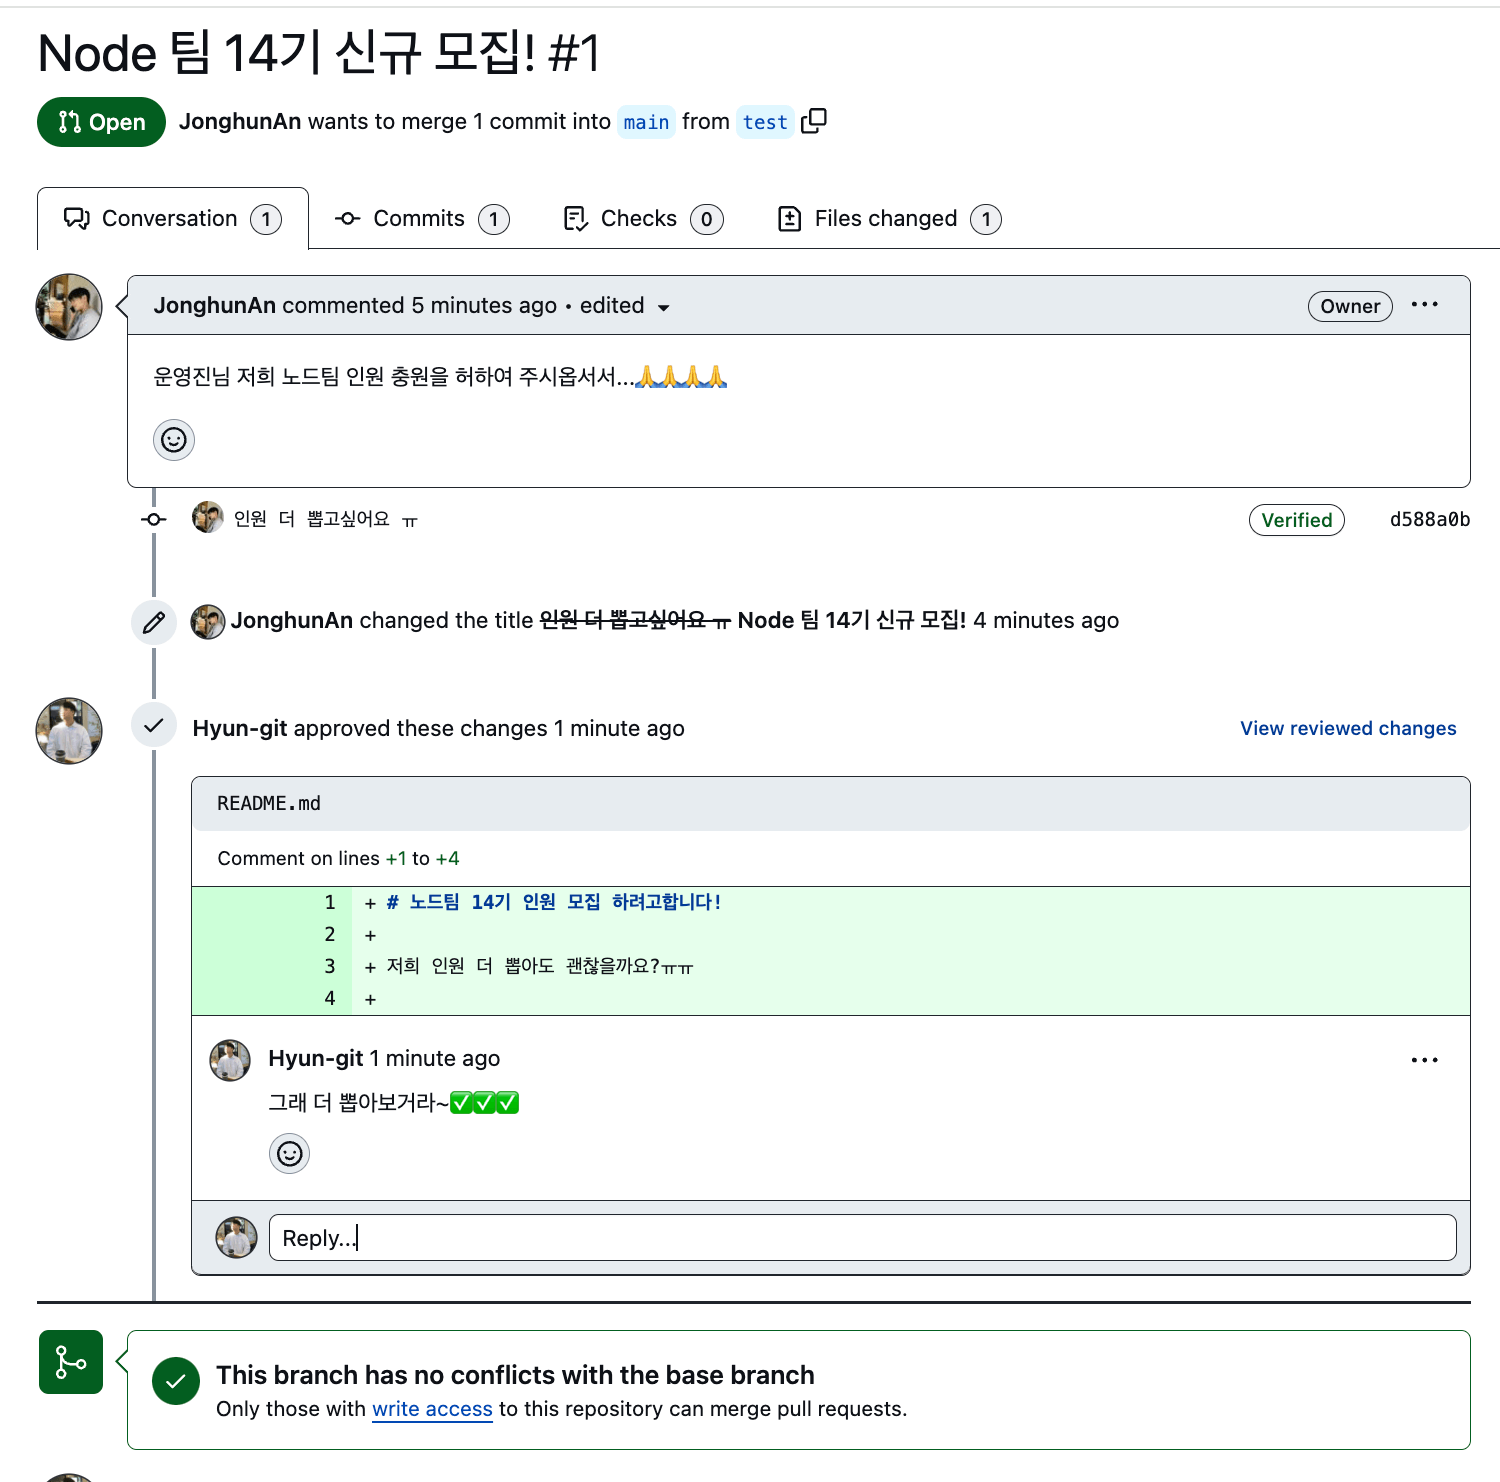 Node 팀 14기 신규 모집! #1
Open JonghunAn wants to merge 1 commit into main from test
Conversation 1 Commits 1 Checks 0 Files changed 1
JonghunAn commented 5 minutes ago • edited Owner
운영진님 저희 노드팀 인원 충원을 허하여 주시옵서서...🙏🙏🙏🙏
인원 더 뽑고싶어요 ㅠ Verified d588a0b
JonghunAn changed the title 인원 더 뽑고싶어요 ㅠ Node 팀 14기 신규 모집! 4 minutes ago
Hyun-git approved these changes 1 minute ago View reviewed changes
README.md
Comment on lines +1 to +4
1 + # 노드팀 14기 인원 모집 하려고합니다!
2 +
3 + 저희 인원 더 뽑아도 괜찮을까요?ㅠㅠ
4 +
Hyun-git 1 minute ago
그래 더 뽑아보거라~✅✅✅
Reply...
This branch has no conflicts with the base branch
Only those with write access to this repository can merge pull requests.